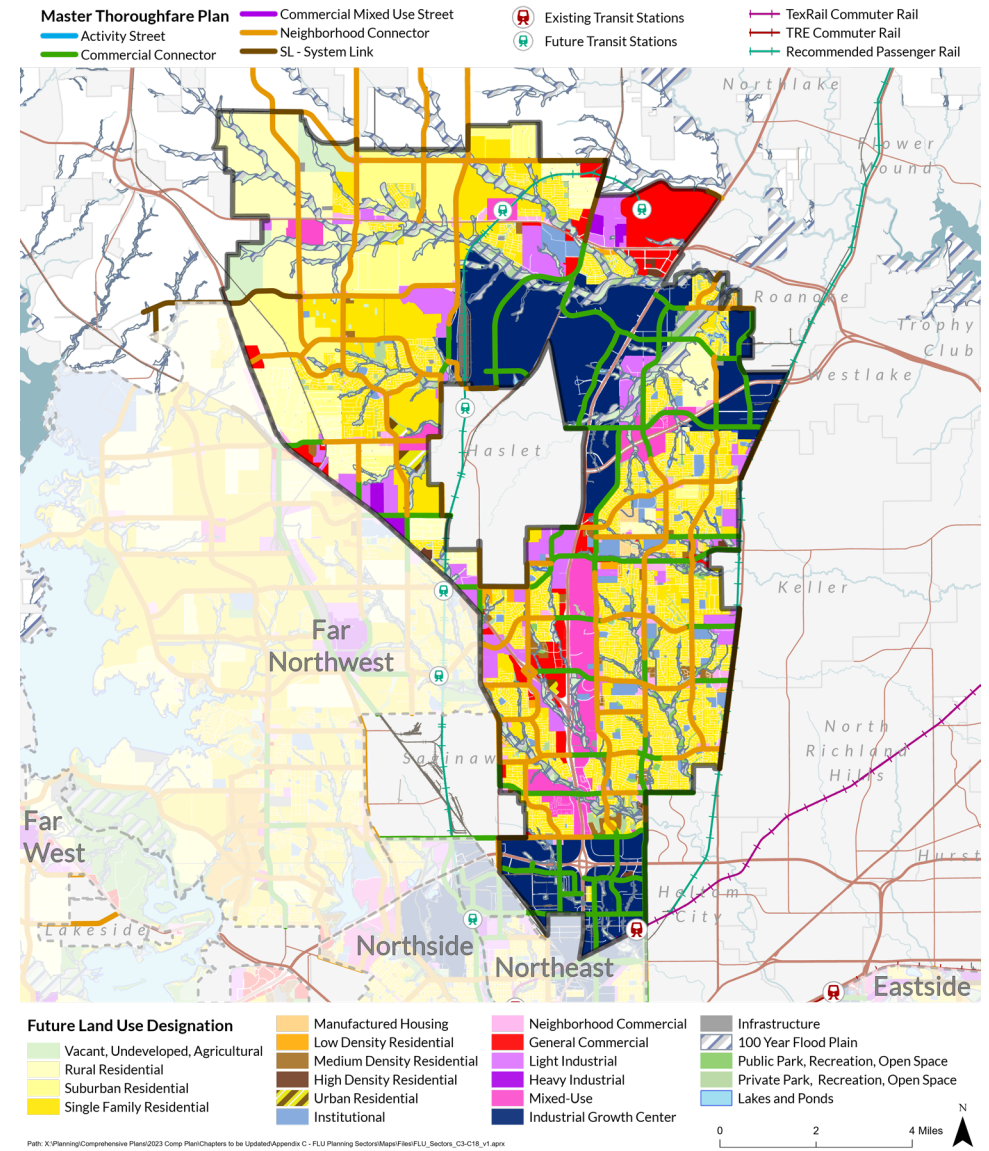 Master Thoroughfare Plan
Activity Street
Commercial Connector
Commercial Mixed Use Street
Neighborhood Connector
SL - System Link
Existing Transit Stations
Future Transit Stations
TexRail Commuter Rail
TRE Commuter Rail
Recommended Passenger Rail
Northlake
Flower
Mound
Roanoke
Trophy
Club
Westlake
Haslet
Keller
Far
Northwest
North
Richland
Hills
Saginaw
Far
West
Hurst
Haltom
City
Lakeside
Northside
Northeast
Eastside
Future Land Use Designation
Vacant, Undeveloped, Agricultural
Rural Residential
Suburban Residential
Single Family Residential
Manufactured Housing
Low Density Residential
Medium Density Residential
High Density Residential
Urban Residential
Institutional
Neighborhood Commercial
General Commercial
Light Industrial
Heavy Industrial
Mixed-Use
Industrial Growth Center
Infrastructure
100 Year Flood Plain
Public Park, Recreation, Open Space
Private Park, Recreation, Open Space
Lakes and Ponds
N
0 2 4 Miles
Path: X:\Planning\Comprehensive Plans\2023 Comp Plan\Chapters to be Updated\Appendix C - FLU Planning Sectors\Maps\Files\FLU_Sectors_C3-C18_v1.aprx